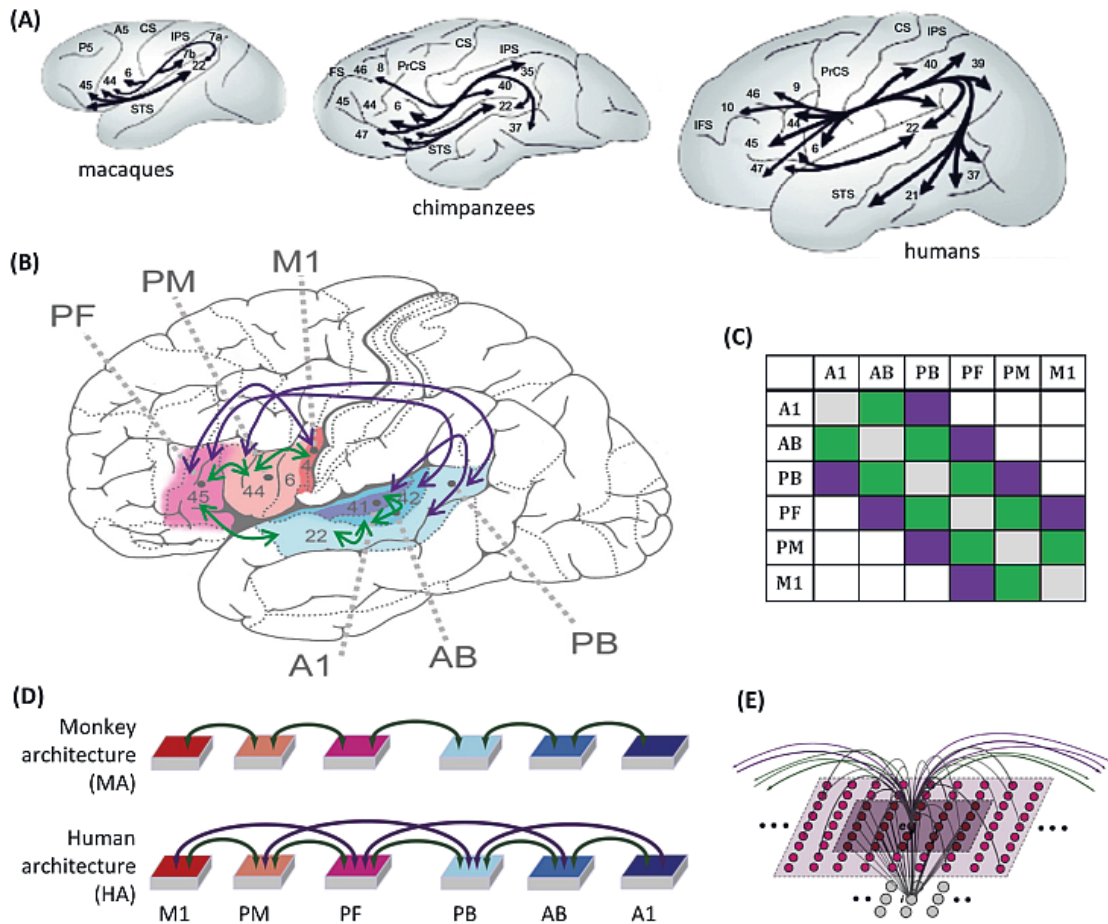 (A)
P5 A5 CS IPS 7a
7b
45 44 6 22
STS
macaques
CS IPS
FS 46 8 PrCS 35
40
45 44 6 22
47 37
STS
chimpanzees
CS IPS
PrCS 40 39
10 46 9
IFS 44 22
45 6
47 37
STS 21
humans
(B)
M1
PM
PF
45 44 6 4
41 42
22
A1 AB PB
(C)
A1 AB PB PF PM M1
A1
AB
PB
PF
PM
M1
(D)
Monkey
architecture
(MA)
Human
architecture
(HA)
M1 PM PF PB AB A1
(E)